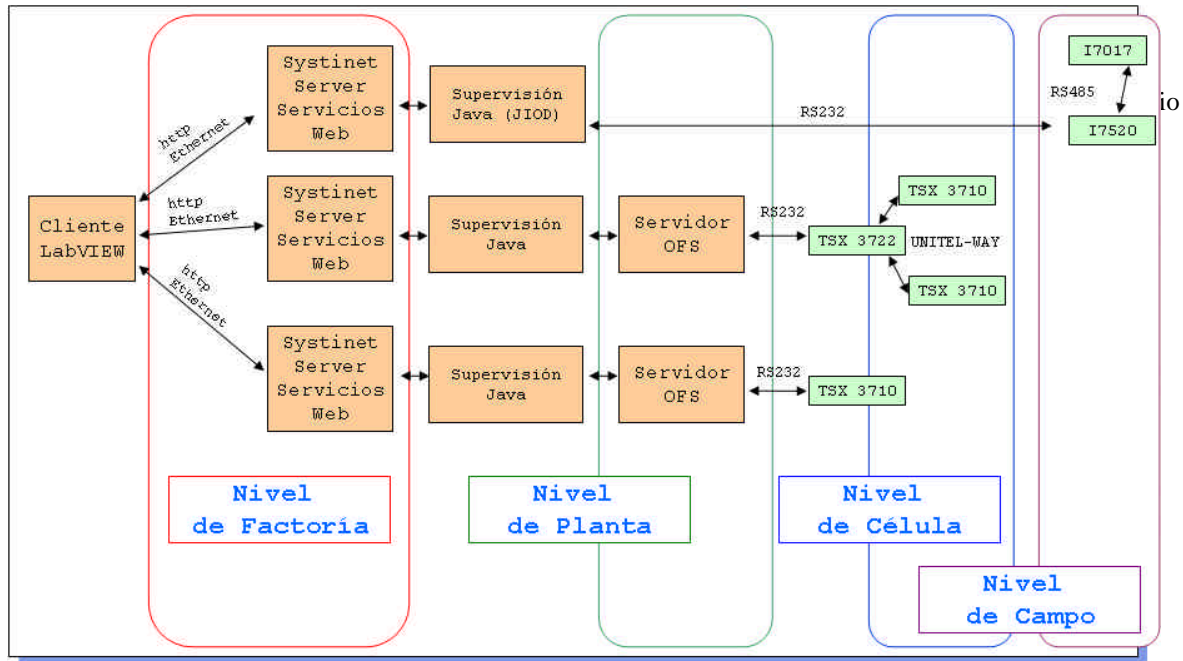 Systinet
Server
Servicios
Web
Supervisión
Java (JIOD)
I7017
RS485
io
RS232
I7520
http
Ethernet
Cliente
LabVIEW
http
Ethernet
Systinet
Server
Servicios
Web
Supervisión
Java
Servidor
OFS
RS232
TSX 3710
TSX 3722
UNITEL-WAY
TSX 3710
http
Ethernet
Systinet
Server
Servicios
Web
Supervisión
Java
Servidor
OFS
RS232
TSX 3710
Nivel
de Factoría
Nivel
de Planta
Nivel
de Célula
Nivel
de Campo